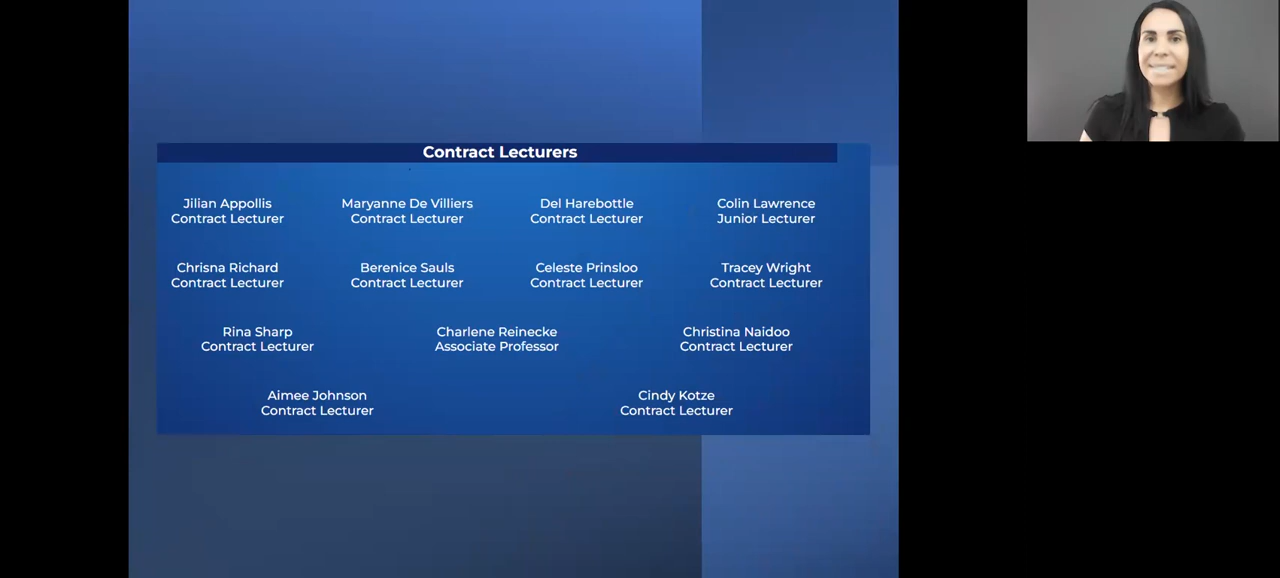 Contract Lecturers
Jilian Appollis
Contract Lecturer
Maryanne De Villiers
Contract Lecturer
Del Harebottle
Contract Lecturer
Colin Lawrence
Junior Lecturer
Chrisna Richard
Contract Lecturer
Berenice Sauls
Contract Lecturer
Celeste Prinsloo
Contract Lecturer
Tracey Wright
Contract Lecturer
Rina Sharp
Contract Lecturer
Charlene Reinecke
Associate Professor
Christina Naidoo
Contract Lecturer
Aimee Johnson
Contract Lecturer
Cindy Kotze
Contract Lecturer